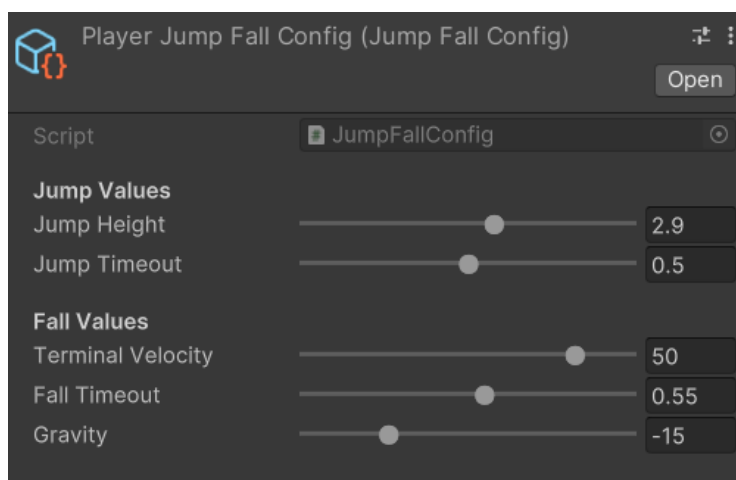 Player Jump Fall Config (Jump Fall Config)
Open
Script JumpFallConfig
Jump Values
Jump Height 2.9
Jump Timeout 0.5
Fall Values
Terminal Velocity 50
Fall Timeout 0.55
Gravity -15